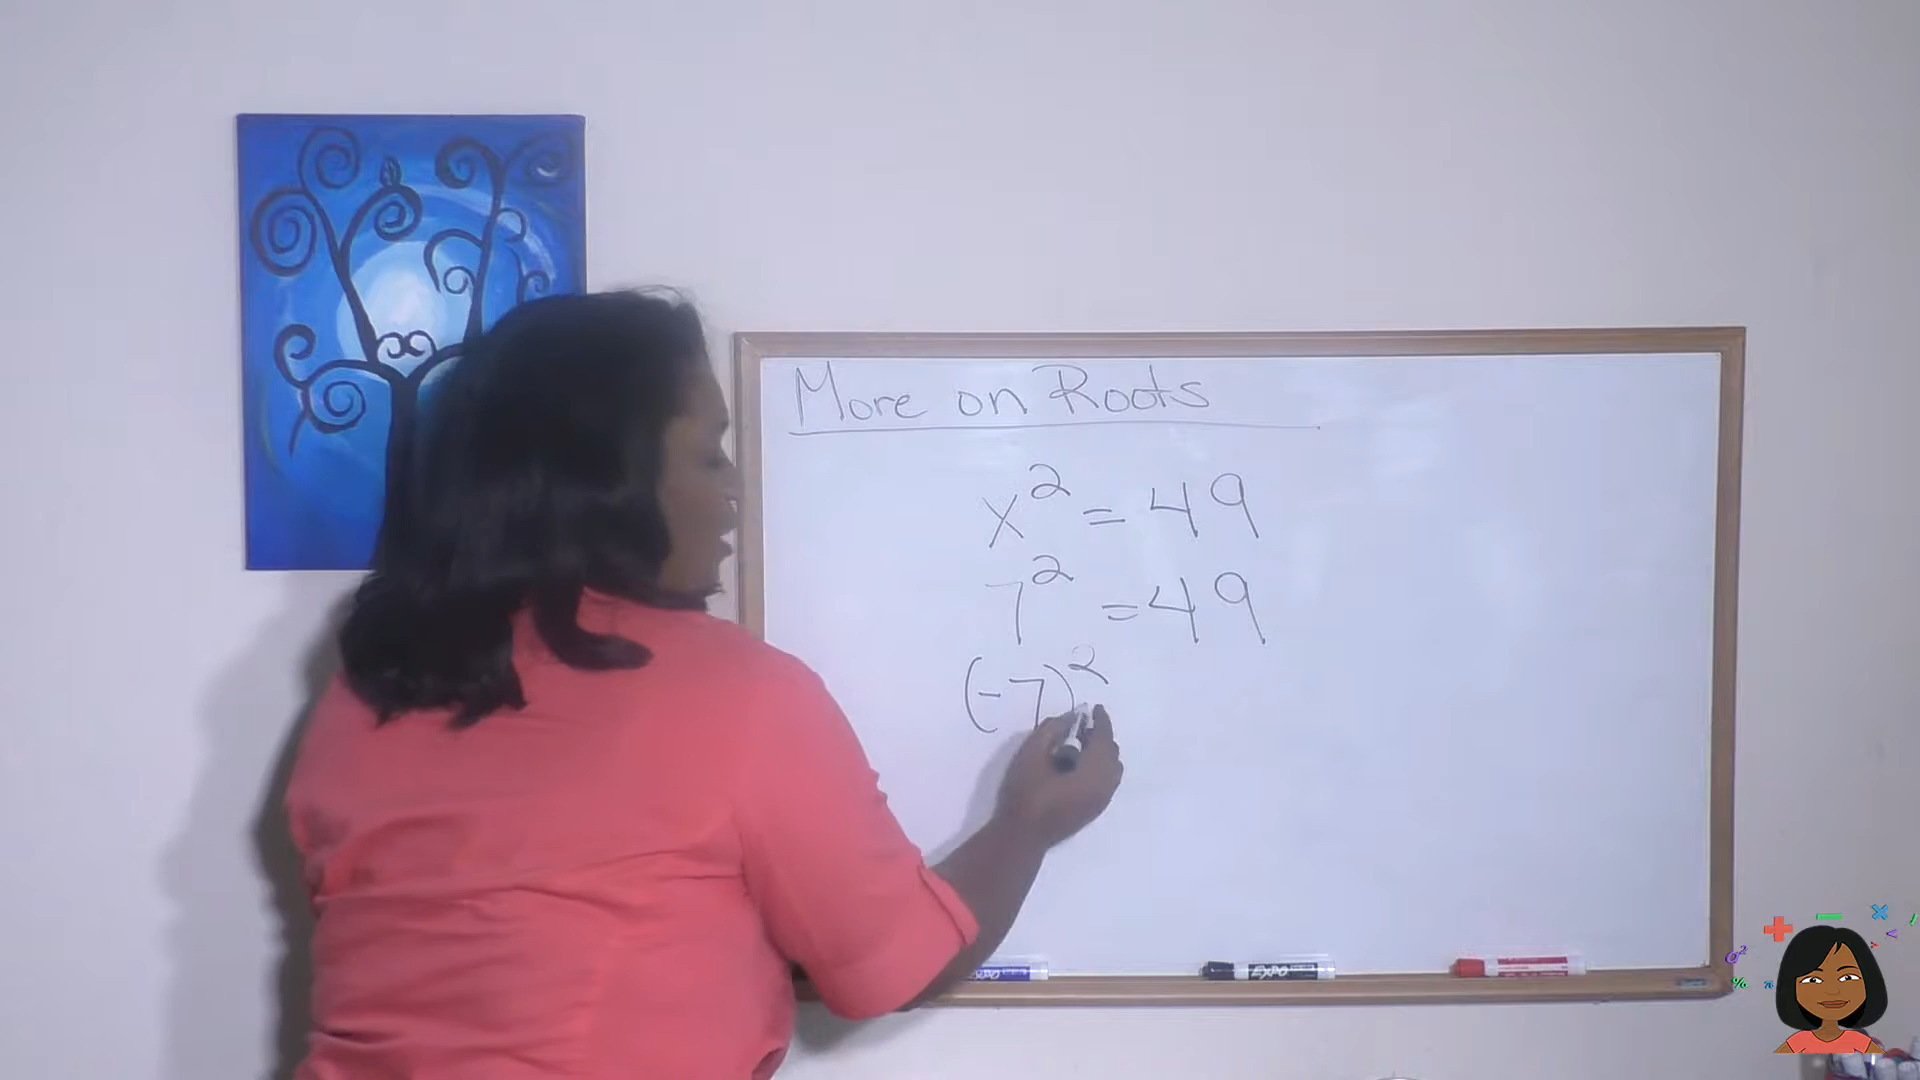 More on Roots
x² = 49
7² = 49
(-7)²
EXPO